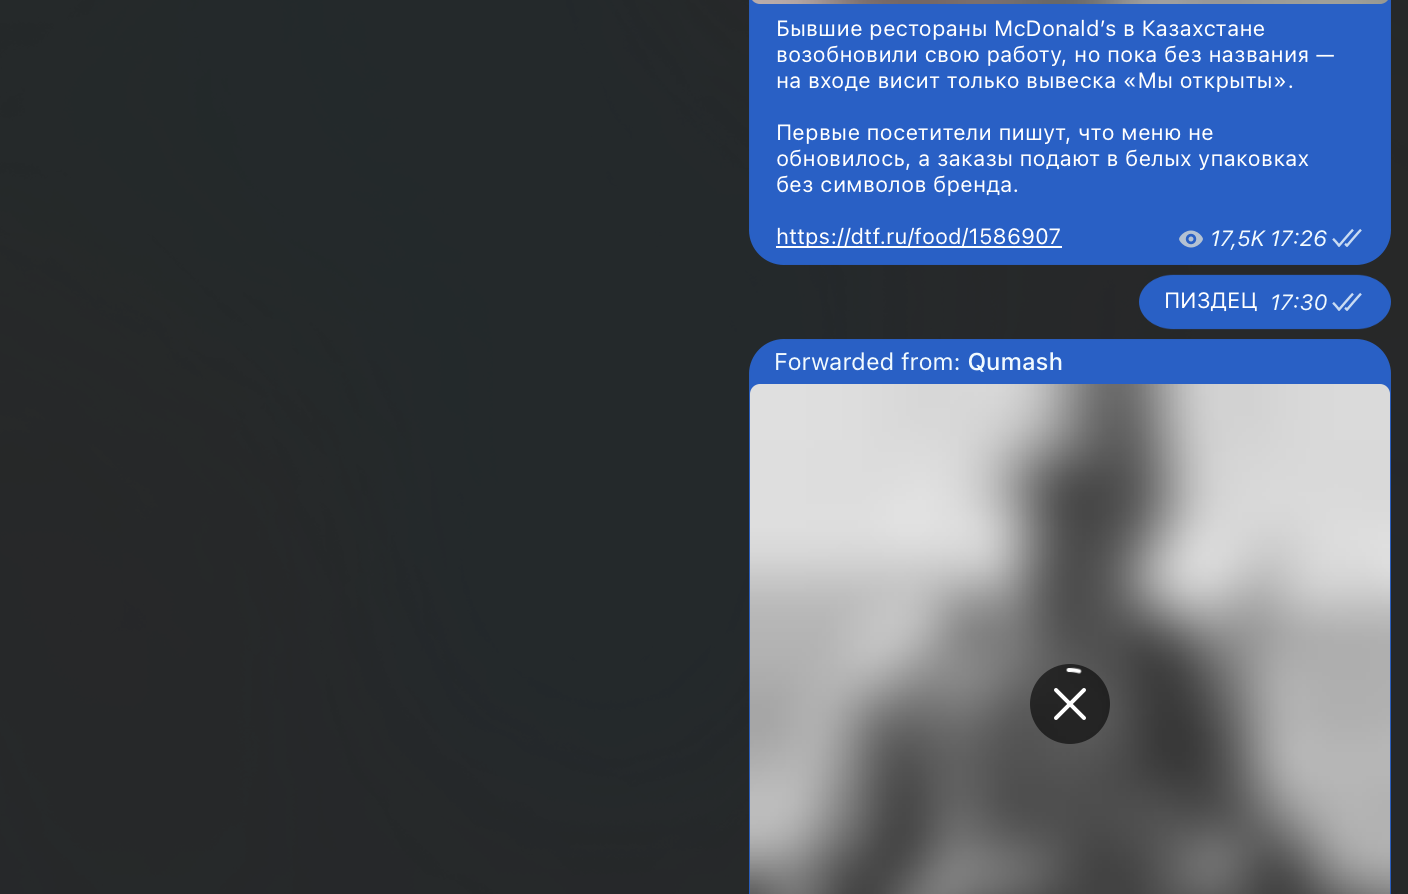 Бывшие рестораны McDonald’s в Казахстане
возобновили свою работу, но пока без названия —
на входе висит только вывеска «Мы открыты».
Первые посетители пишут, что меню не
обновилось, а заказы подают в белых упаковках
без символов бренда.
https://dtf.ru/food/1586907 17,5K 17:26
ПИЗДЕЦ 17:30
Forwarded from: Qumash